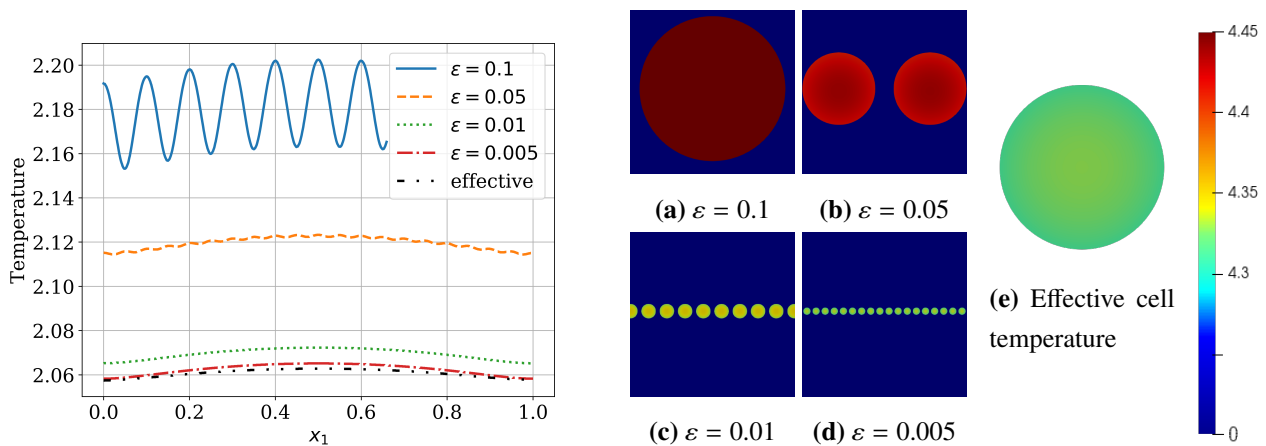 2.20
2.18
2.16
2.14
2.12
2.10
2.08
2.06
Temperature
0.0 0.2 0.4 0.6 0.8 1.0
x₁
ε = 0.1
ε = 0.05
ε = 0.01
ε = 0.005
effective
(a) ε = 0.1
(b) ε = 0.05
(c) ε = 0.01
(d) ε = 0.005
(e) Effective cell
temperature
4.45
4.4
4.35
4.3
0